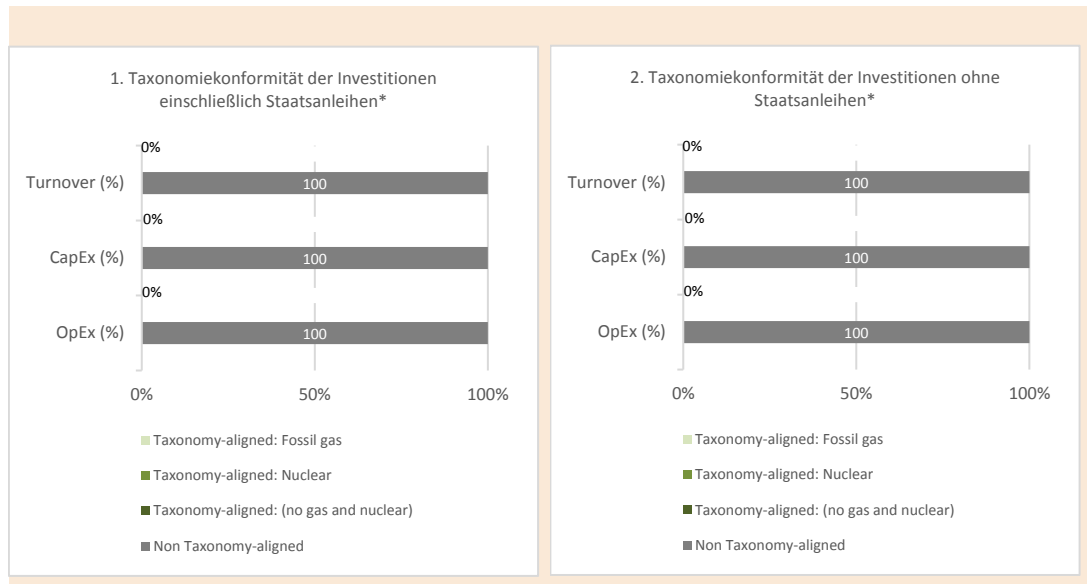 1. Taxonomiekonformität der Investitionen
einschließlich Staatsanleihen*
0%
Turnover (%)
100
0%
CapEx (%)
100
0%
OpEx (%)
100
0%
50%
100%
Taxonomy-aligned: Fossil gas
Taxonomy-aligned: Nuclear
Taxonomy-aligned: (no gas and nuclear)
Non Taxonomy-aligned
2. Taxonomiekonformität der Investitionen ohne
Staatsanleihen*
0%
Turnover (%)
100
0%
CapEx (%)
100
0%
OpEx (%)
100
0%
50%
100%
Taxonomy-aligned: Fossil gas
Taxonomy-aligned: Nuclear
Taxonomy-aligned: (no gas and nuclear)
Non Taxonomy-aligned